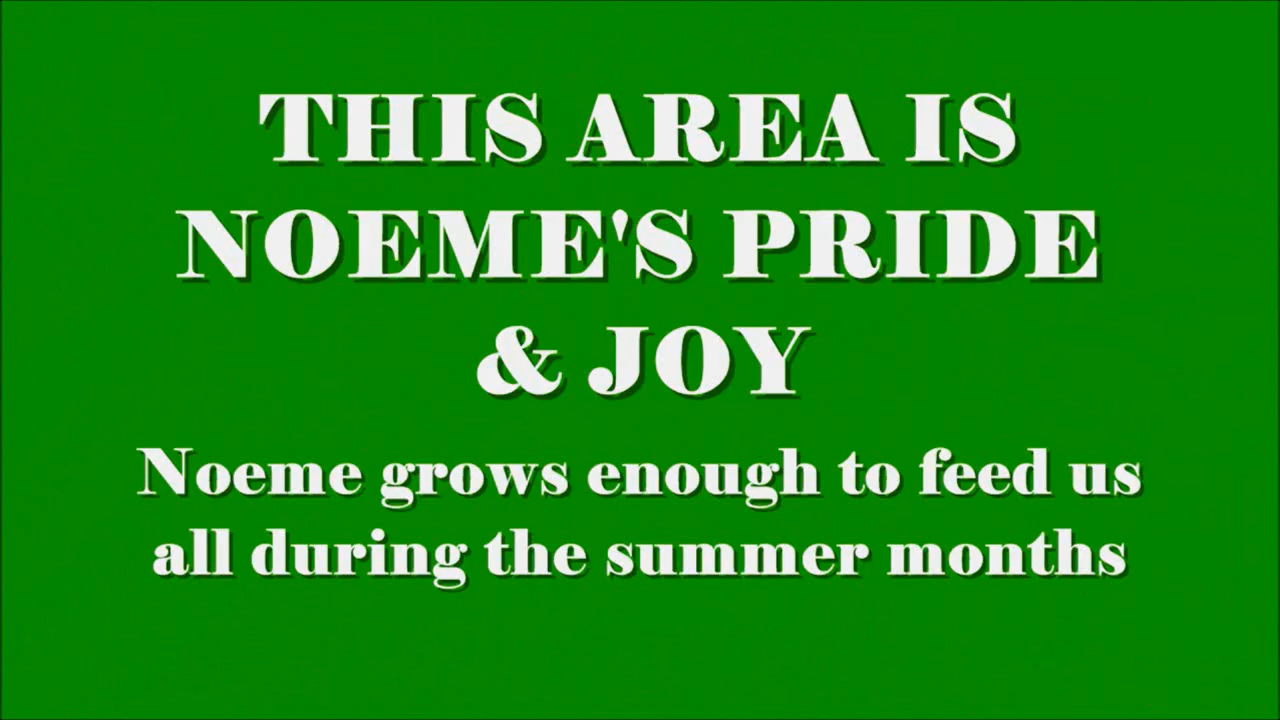 THIS AREA IS
NOEME'S PRIDE
& JOY
Noeme grows enough to feed us
all during the summer months